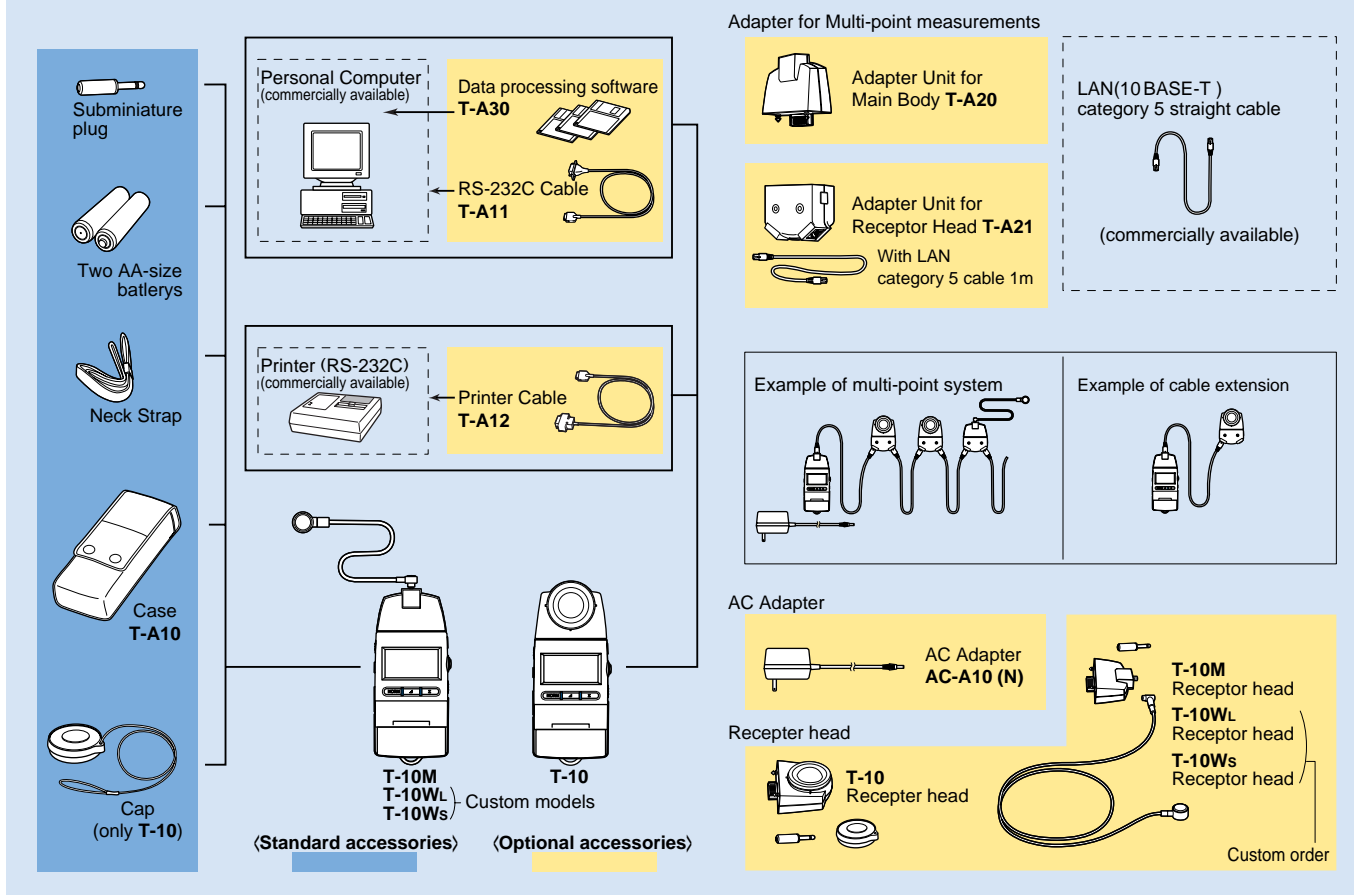 Subminiature
plug
Two AA-size
batlerys
Neck Strap
Case
T-A10
Cap
(only T-10)
Personal Computer
(commercially available)
Data processing software
T-A30
RS-232C Cable
T-A11
Printer (RS-232C)
(commercially available)
Printer Cable
T-A12
T-10M
T-10WL
T-10WS
Custom models
T-10
〈Standard accessories〉
〈Optional accessories〉
Adapter for Multi-point measurements
Adapter Unit for
Main Body T-A20
Adapter Unit for
Receptor Head T-A21
With LAN
category 5 cable 1m
LAN(10 BASE-T )
category 5 straight cable
(commercially available)
Example of multi-point system
Example of cable extension
AC Adapter
AC Adapter
AC-A10 (N)
Recepter head
T-10
Recepter head
T-10M
Receptor head
T-10WL
Receptor head
T-10WS
Receptor head
Custom order